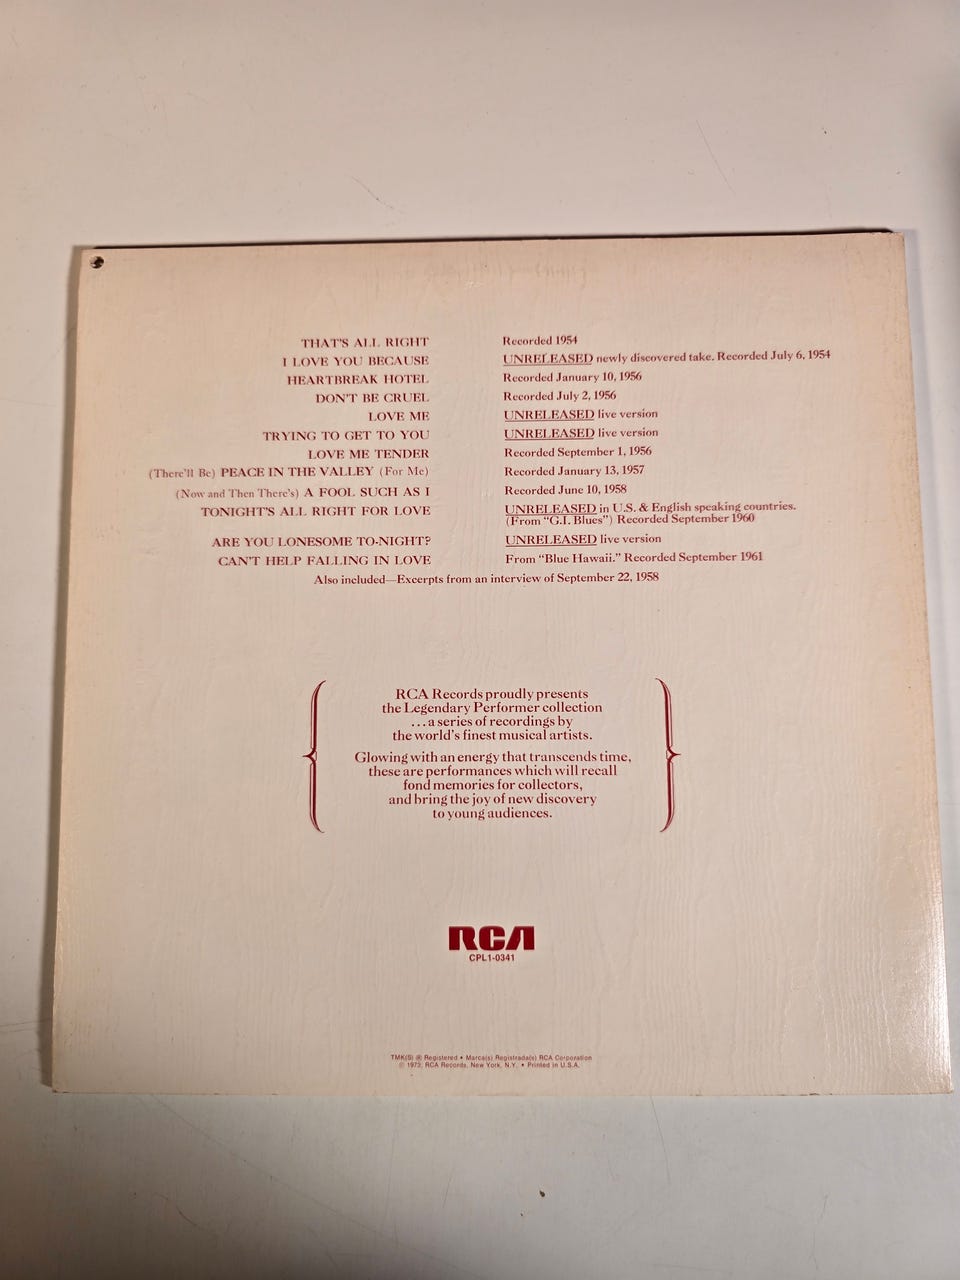 THAT'S ALL RIGHT Recorded 1954
I LOVE YOU BECAUSE UNRELEASED newly discovered take. Recorded July 6, 1954
HEARTBREAK HOTEL Recorded January 10, 1956
DON'T BE CRUEL Recorded July 2, 1956
LOVE ME UNRELEASED live version
TRYING TO GET TO YOU UNRELEASED live version
LOVE ME TENDER Recorded September 1, 1956
(There'll Be) PEACE IN THE VALLEY (For Me) Recorded January 13, 1957
(Now and Then There's) A FOOL SUCH AS I Recorded June 10, 1958
TONIGHT'S ALL RIGHT FOR LOVE UNRELEASED in U.S. & English speaking countries.
(From "G.I. Blues") Recorded September 1960
ARE YOU LONESOME TO-NIGHT? UNRELEASED live version
CAN'T HELP FALLING IN LOVE From "Blue Hawaii." Recorded September 1961
Also included—Excerpts from an interview of September 22, 1958
RCA Records proudly presents
the Legendary Performer collection
...a series of recordings by
the world's finest musical artists.
Glowing with an energy that transcends time,
these are performances which will recall
fond memories for collectors,
and bring the joy of new discovery
to young audiences.
RCA
CPL1-0341
TMK(S) ® Registered • Marca(s) Registrada(s) RCA Corporation
© 1973, RCA Records, New York, N.Y. • Printed in U.S.A.